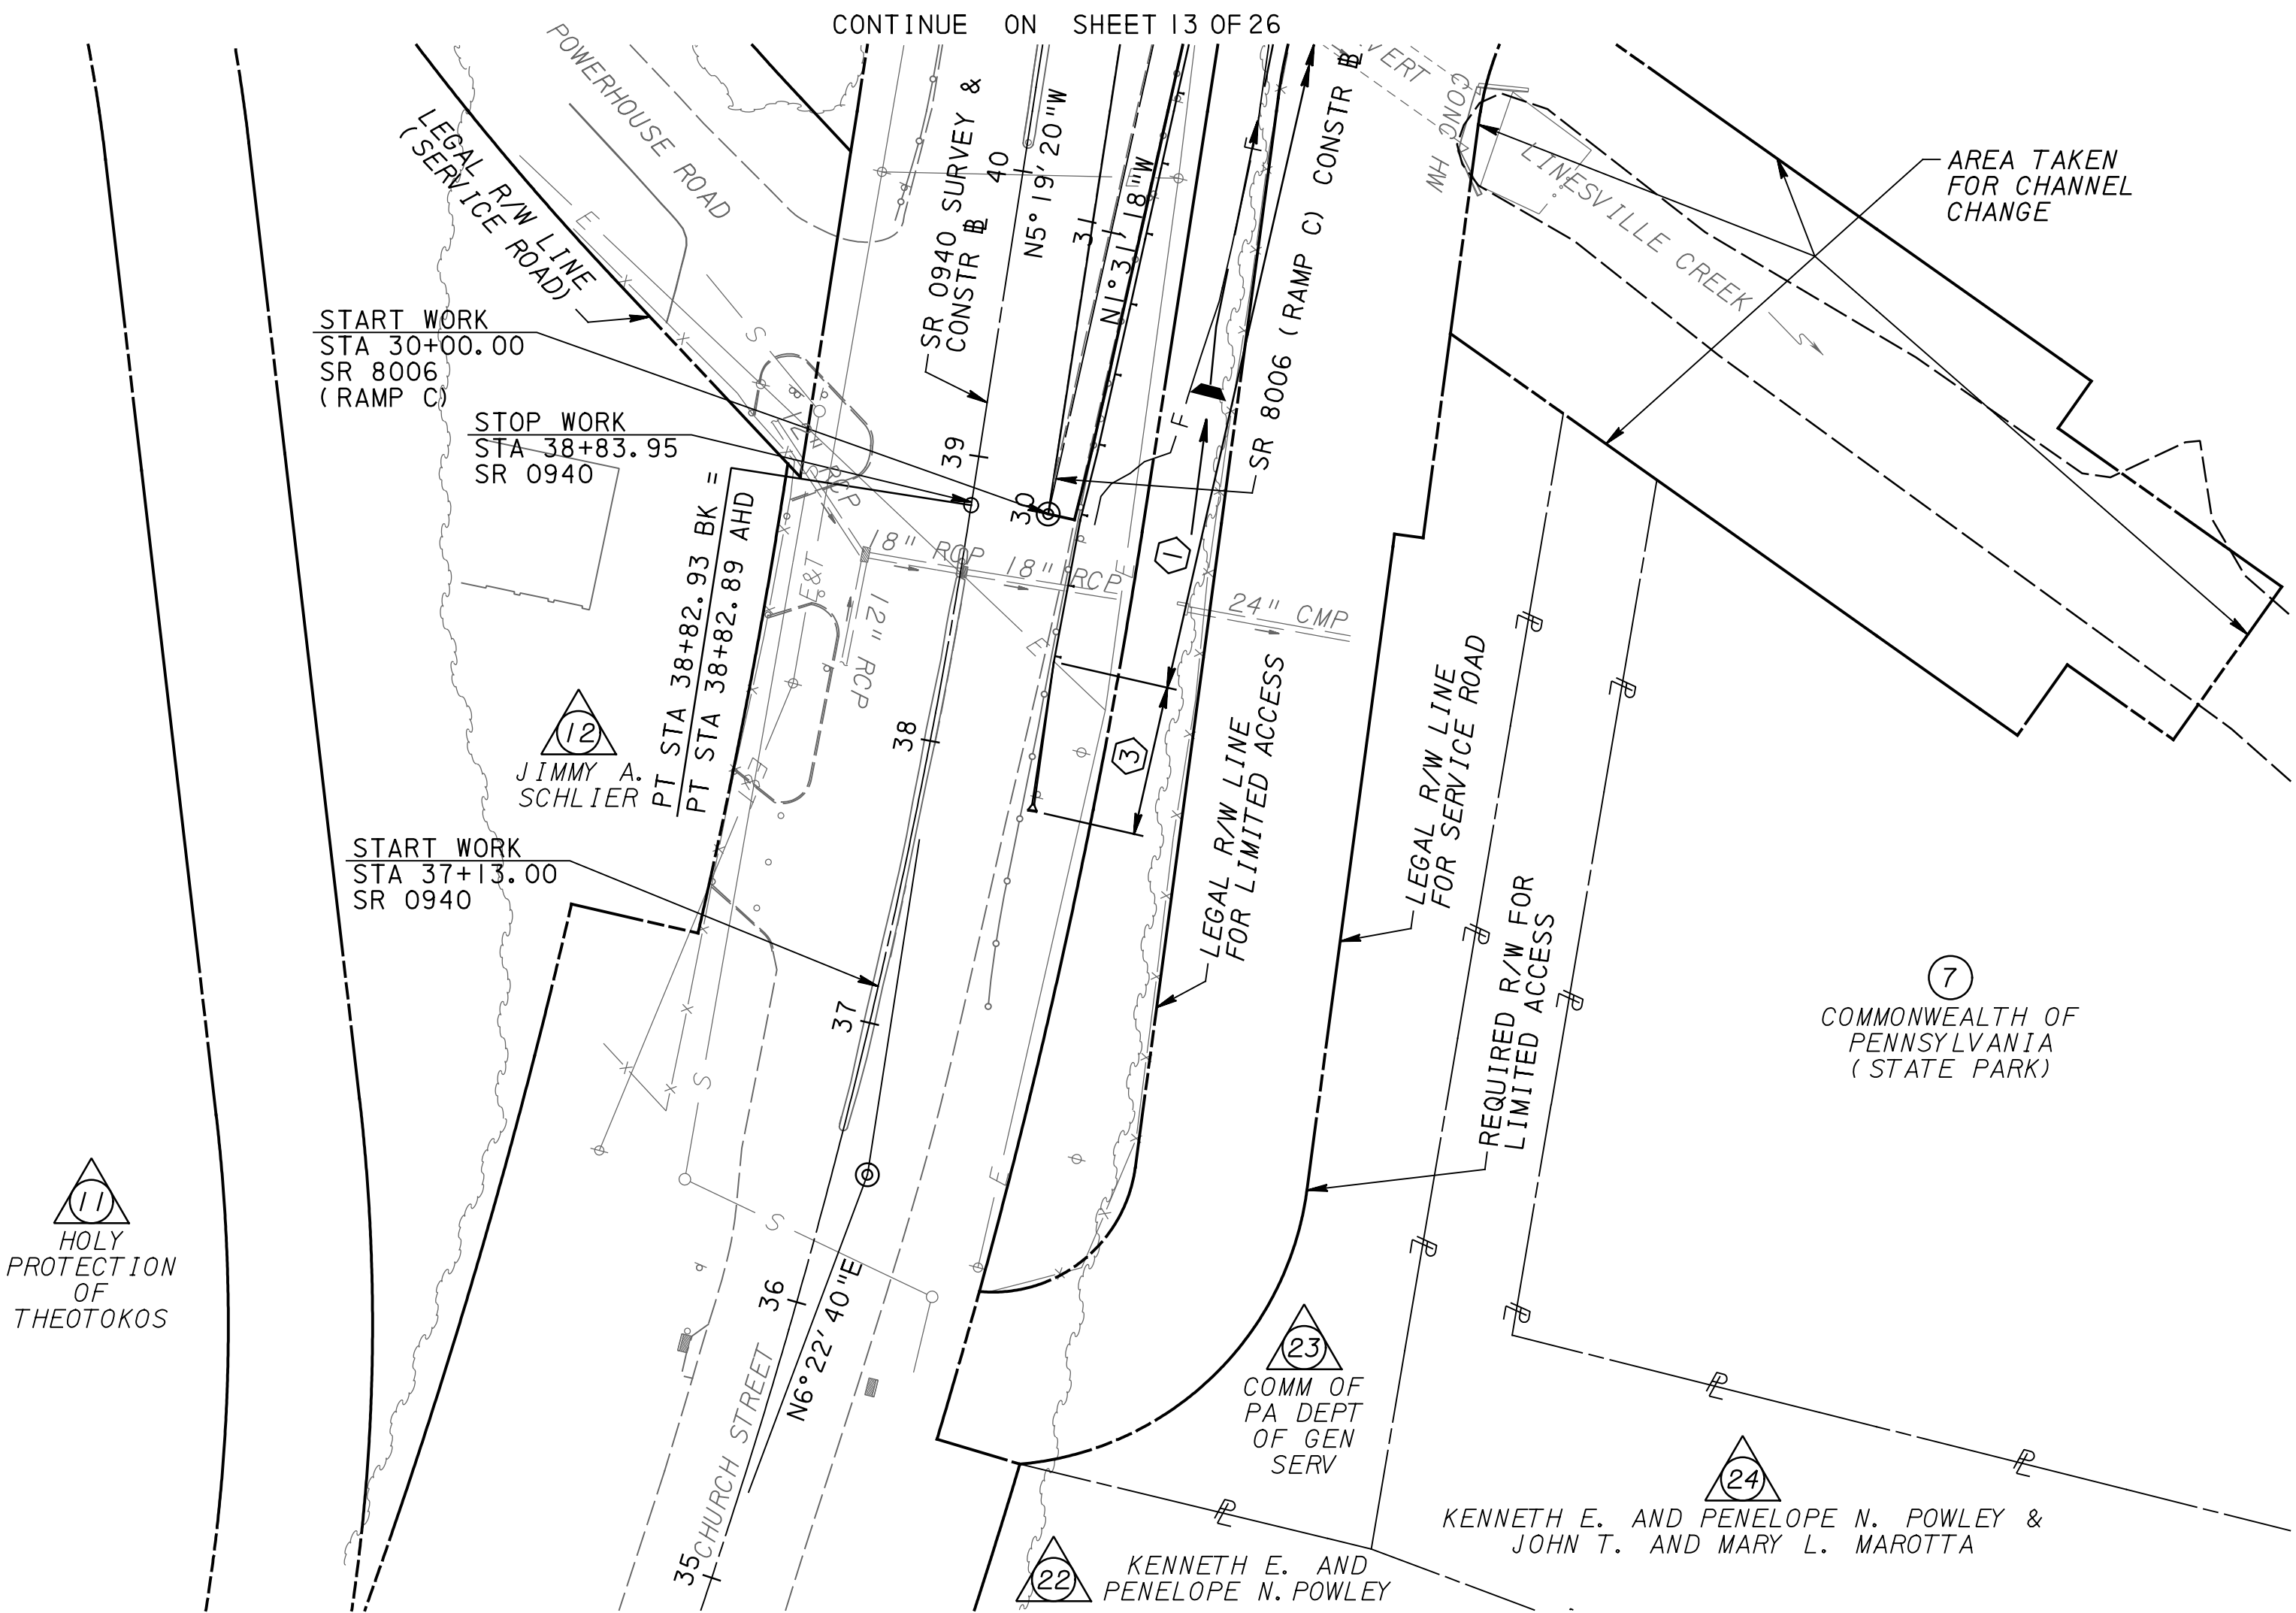 CONTINUE ON SHEET 13 OF 26
POWERHOUSE ROAD
LEGAL R/W LINE
(SERVICE ROAD)
SR 0940 SURVEY &
CONSTR B
40
N5°19'20"W
31
N1°31'18"W
SR 8006 (RAMP C) CONSTR B
CONC
HW
LINESVILLE CREEK
S
AREA TAKEN
FOR CHANNEL
CHANGE
E
S
F
F
START WORK
STA 30+00.00
SR 8006
(RAMP C)
STOP WORK
STA 38+83.95
SR 0940
39
30
RCP
18" RCP
18" RCP
E
1
24" CMP
E&T
12" RCP
PT STA 38+82.93 BK =
PT STA 38+82.89 AHD
E
38
3
12
JIMMY A.
SCHLIER
LEGAL R/W LINE
FOR LIMITED ACCESS
LEGAL R/W LINE
FOR SERVICE ROAD
REQUIRED R/W FOR
LIMITED ACCESS
START WORK
STA 37+13.00
SR 0940
37
7
COMMONWEALTH OF
PENNSYLVANIA
(STATE PARK)
S
E
11
HOLY
PROTECTION
OF
THEOTOKOS
S
36
N6°22'40"E
CHURCH STREET
35
23
COMM OF
PA DEPT
OF GEN
SERV
24
KENNETH E. AND PENELOPE N. POWLEY &
JOHN T. AND MARY L. MAROTTA
22
KENNETH E. AND
PENELOPE N. POWLEY